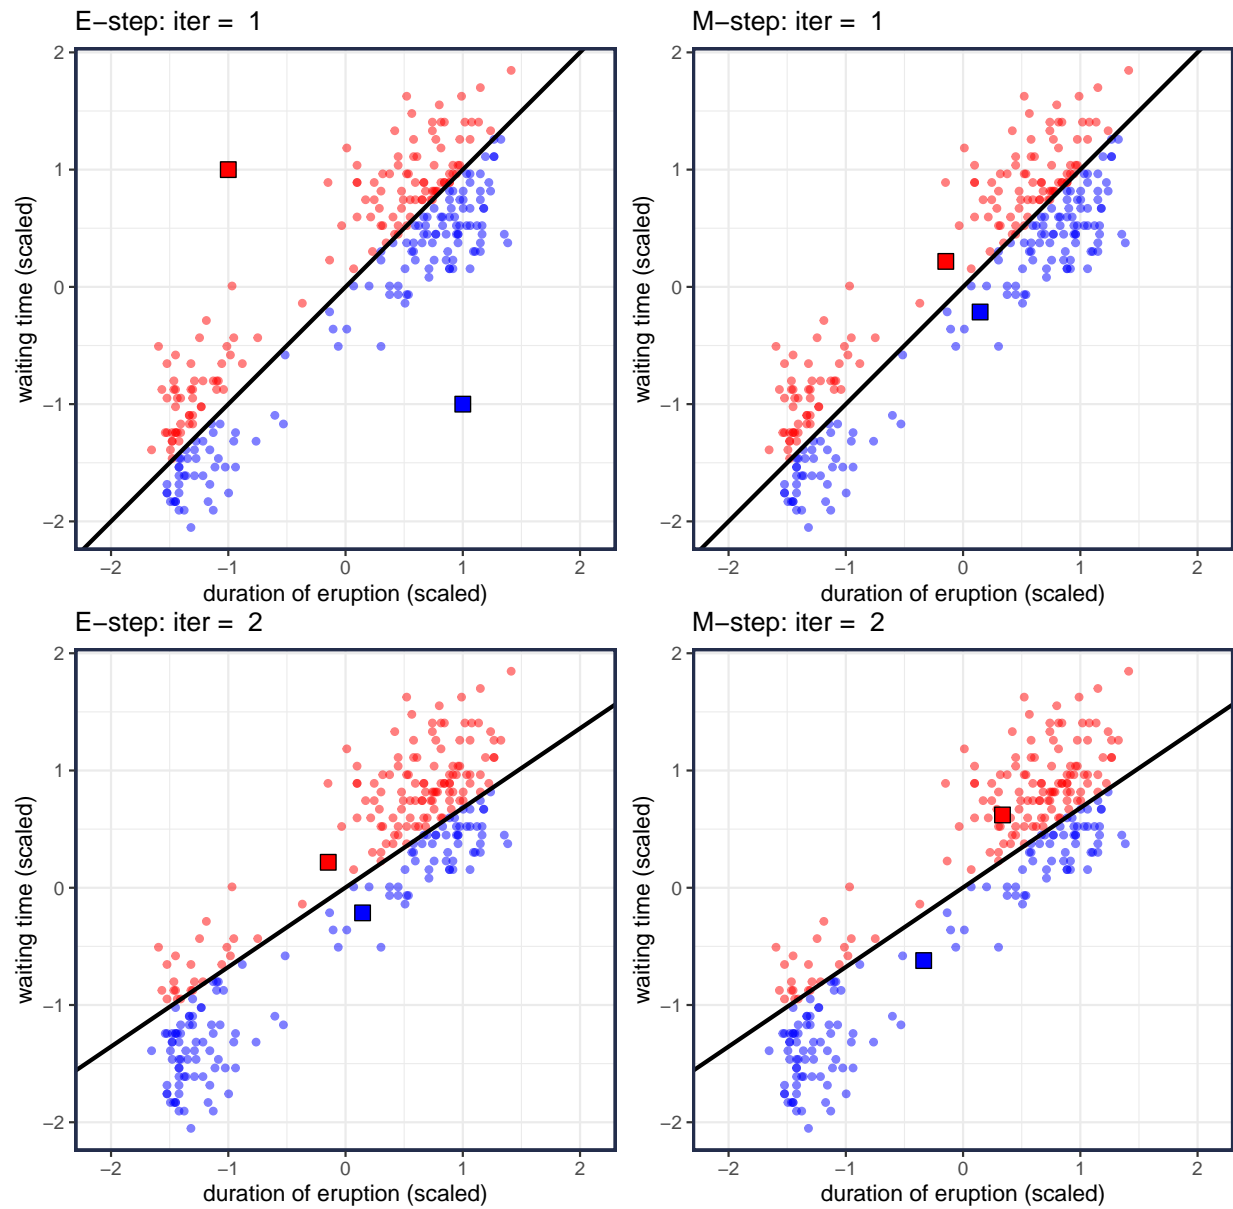 E−step: iter = 1
M−step: iter = 1
2
1
0
−1
−2
waiting time (scaled)
−2 −1 0 1 2
duration of eruption (scaled)
2
1
0
−1
−2
waiting time (scaled)
−2 −1 0 1 2
duration of eruption (scaled)
E−step: iter = 2
M−step: iter = 2
2
1
0
−1
−2
waiting time (scaled)
−2 −1 0 1 2
duration of eruption (scaled)
2
1
0
−1
−2
waiting time (scaled)
−2 −1 0 1 2
duration of eruption (scaled)